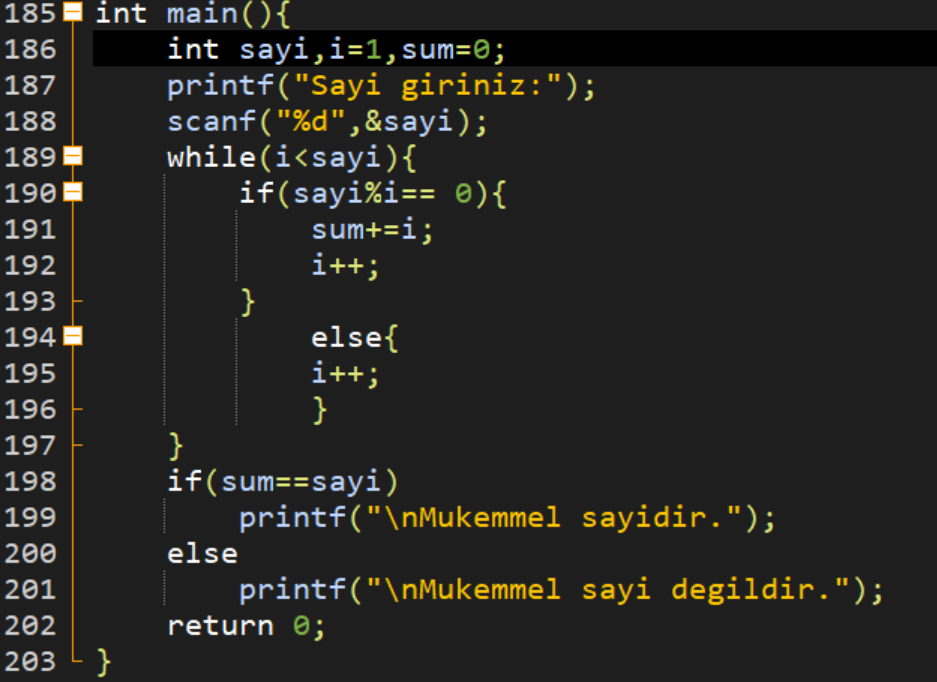 185 int main(){
186 int sayi,i=1,sum=0;
187 printf("Sayi giriniz:");
188 scanf("%d",&sayi);
189 while(i<sayi){
190 if(sayi%i== 0){
191 sum+=i;
192 i++;
193 }
194 else{
195 i++;
196 }
197 }
198 if(sum==sayi)
199 printf("\nMukemmel sayidir.");
200 else
201 printf("\nMukemmel sayi degildir.");
202 return 0;
203 }